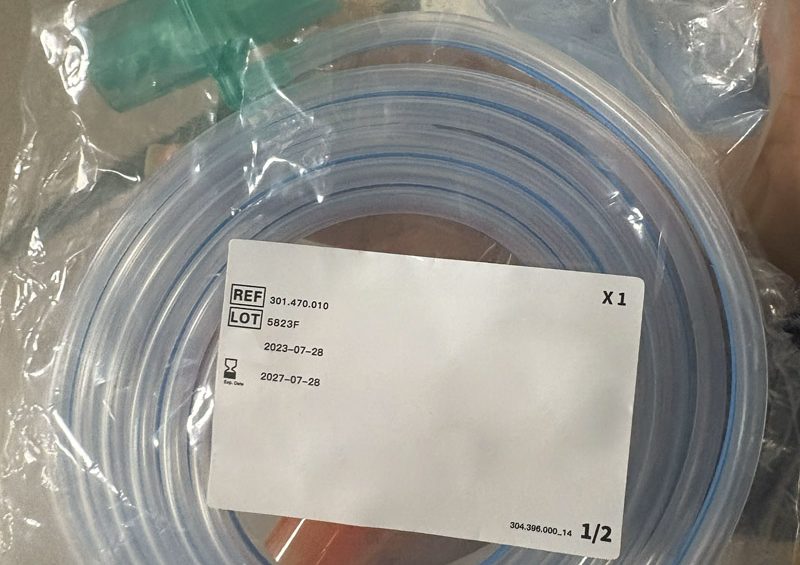 X 1
REF 301.470.010
LOT 5823F
2023-07-28
2027-07-28
Exp. Date
304.396.000_14 1/2